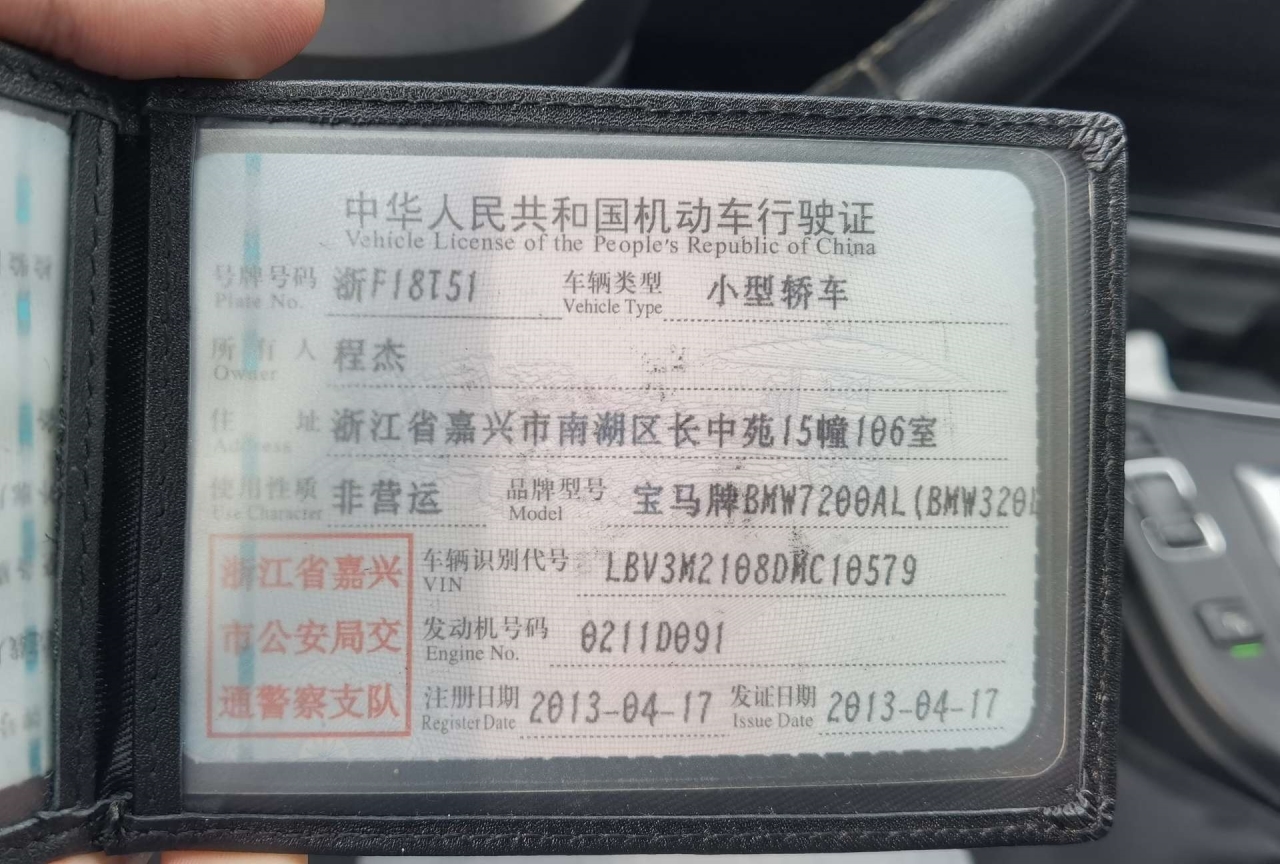 中华人民共和国机动车行驶证
Vehicle License of the People's Republic of China
号牌号码 浙F18T51 车辆类型 小型轿车
Plate No. Vehicle Type
所有人 程杰
Owner
住址 浙江省嘉兴市南湖区长中苑15幢106室
Address
使用性质 非营运 品牌型号 宝马牌BMW7200AL(BMW320L
Use Character Model
浙江省嘉兴
市公安局交
通警察支队
车辆识别代号 LBV3M2108DMC10579
VIN
发动机号码 0211D091
Engine No.
注册日期 2013-04-17 发证日期 2013-04-17
Register Date Issue Date